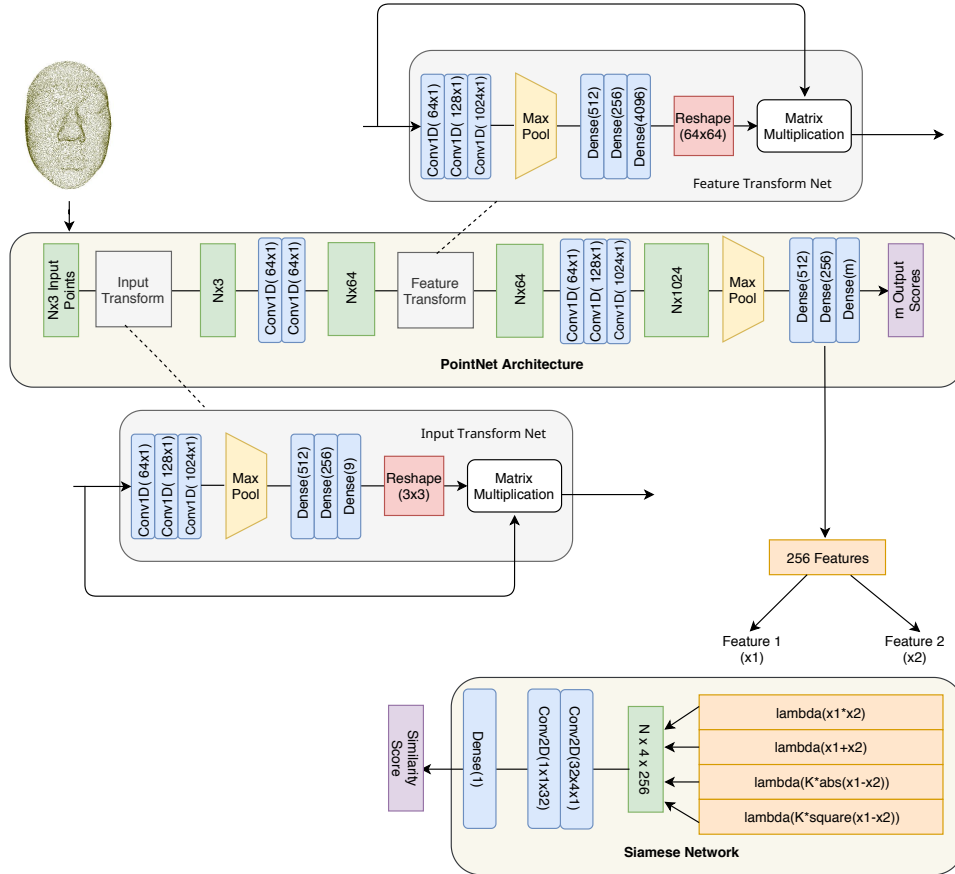 Conv1D( 64x1)
Conv1D( 128x1)
Conv1D( 1024x1)
Max
Pool
Dense(512)
Dense(256)
Dense(4096)
Reshape
(64x64)
Matrix
Multiplication
Feature Transform Net
Nx3 Input
Points
Input
Transform
Nx3
Conv1D( 64x1)
Conv1D( 64x1)
Nx64
Feature
Transform
Nx64
Conv1D( 64x1)
Conv1D( 128x1)
Conv1D( 1024x1)
Nx1024
Max
Pool
Dense(512)
Dense(256)
Dense(m)
m Output
Scores
PointNet Architecture
Input Transform Net
Conv1D( 64x1)
Conv1D( 128x1)
Conv1D( 1024x1)
Max
Pool
Dense(512)
Dense(256)
Dense(9)
Reshape
(3x3)
Matrix
Multiplication
256 Features
Feature 1
(x1)
Feature 2
(x2)
Similarity
Score
Dense(1)
Conv2D(1x1x32)
Conv2D(32x4x1)
N x 4 x 256
lambda(x1*x2)
lambda(x1+x2)
lambda(K*abs(x1-x2))
lambda(K*square(x1-x2))
Siamese Network